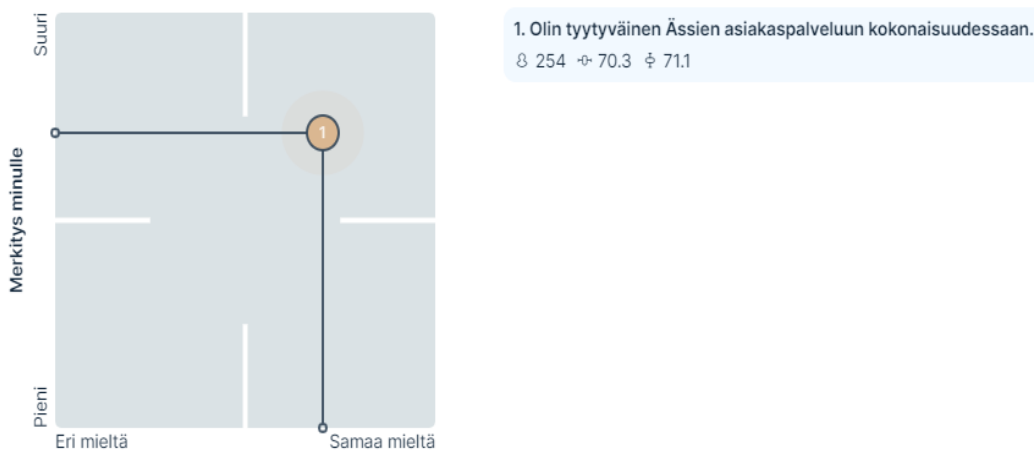 Suuri
Merkitys minulle
Pieni
Eri mieltä
Samaa mieltä
1
1. Olin tyytyväinen Ässien asiakaspalveluun kokonaisuudessaan.
254 70.3 71.1